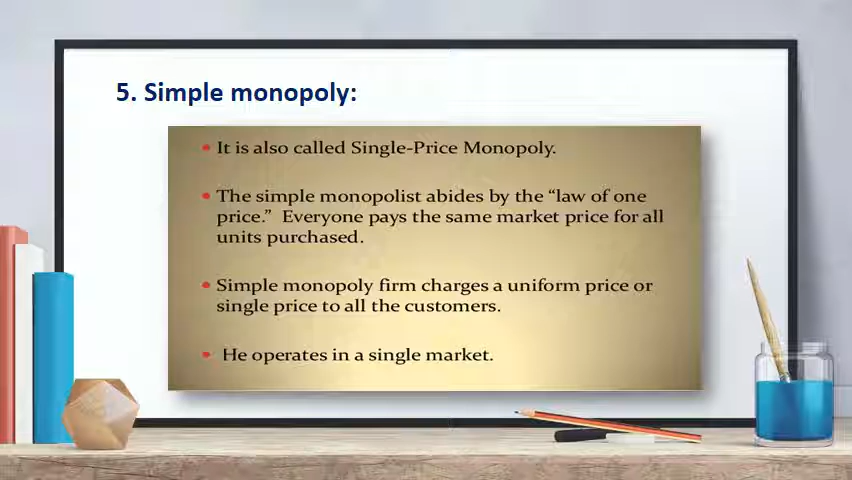 5. Simple monopoly:
• It is also called Single-Price Monopoly.
• The simple monopolist abides by the “law of one
price.” Everyone pays the same market price for all
units purchased.
• Simple monopoly firm charges a uniform price or
single price to all the customers.
• He operates in a single market.